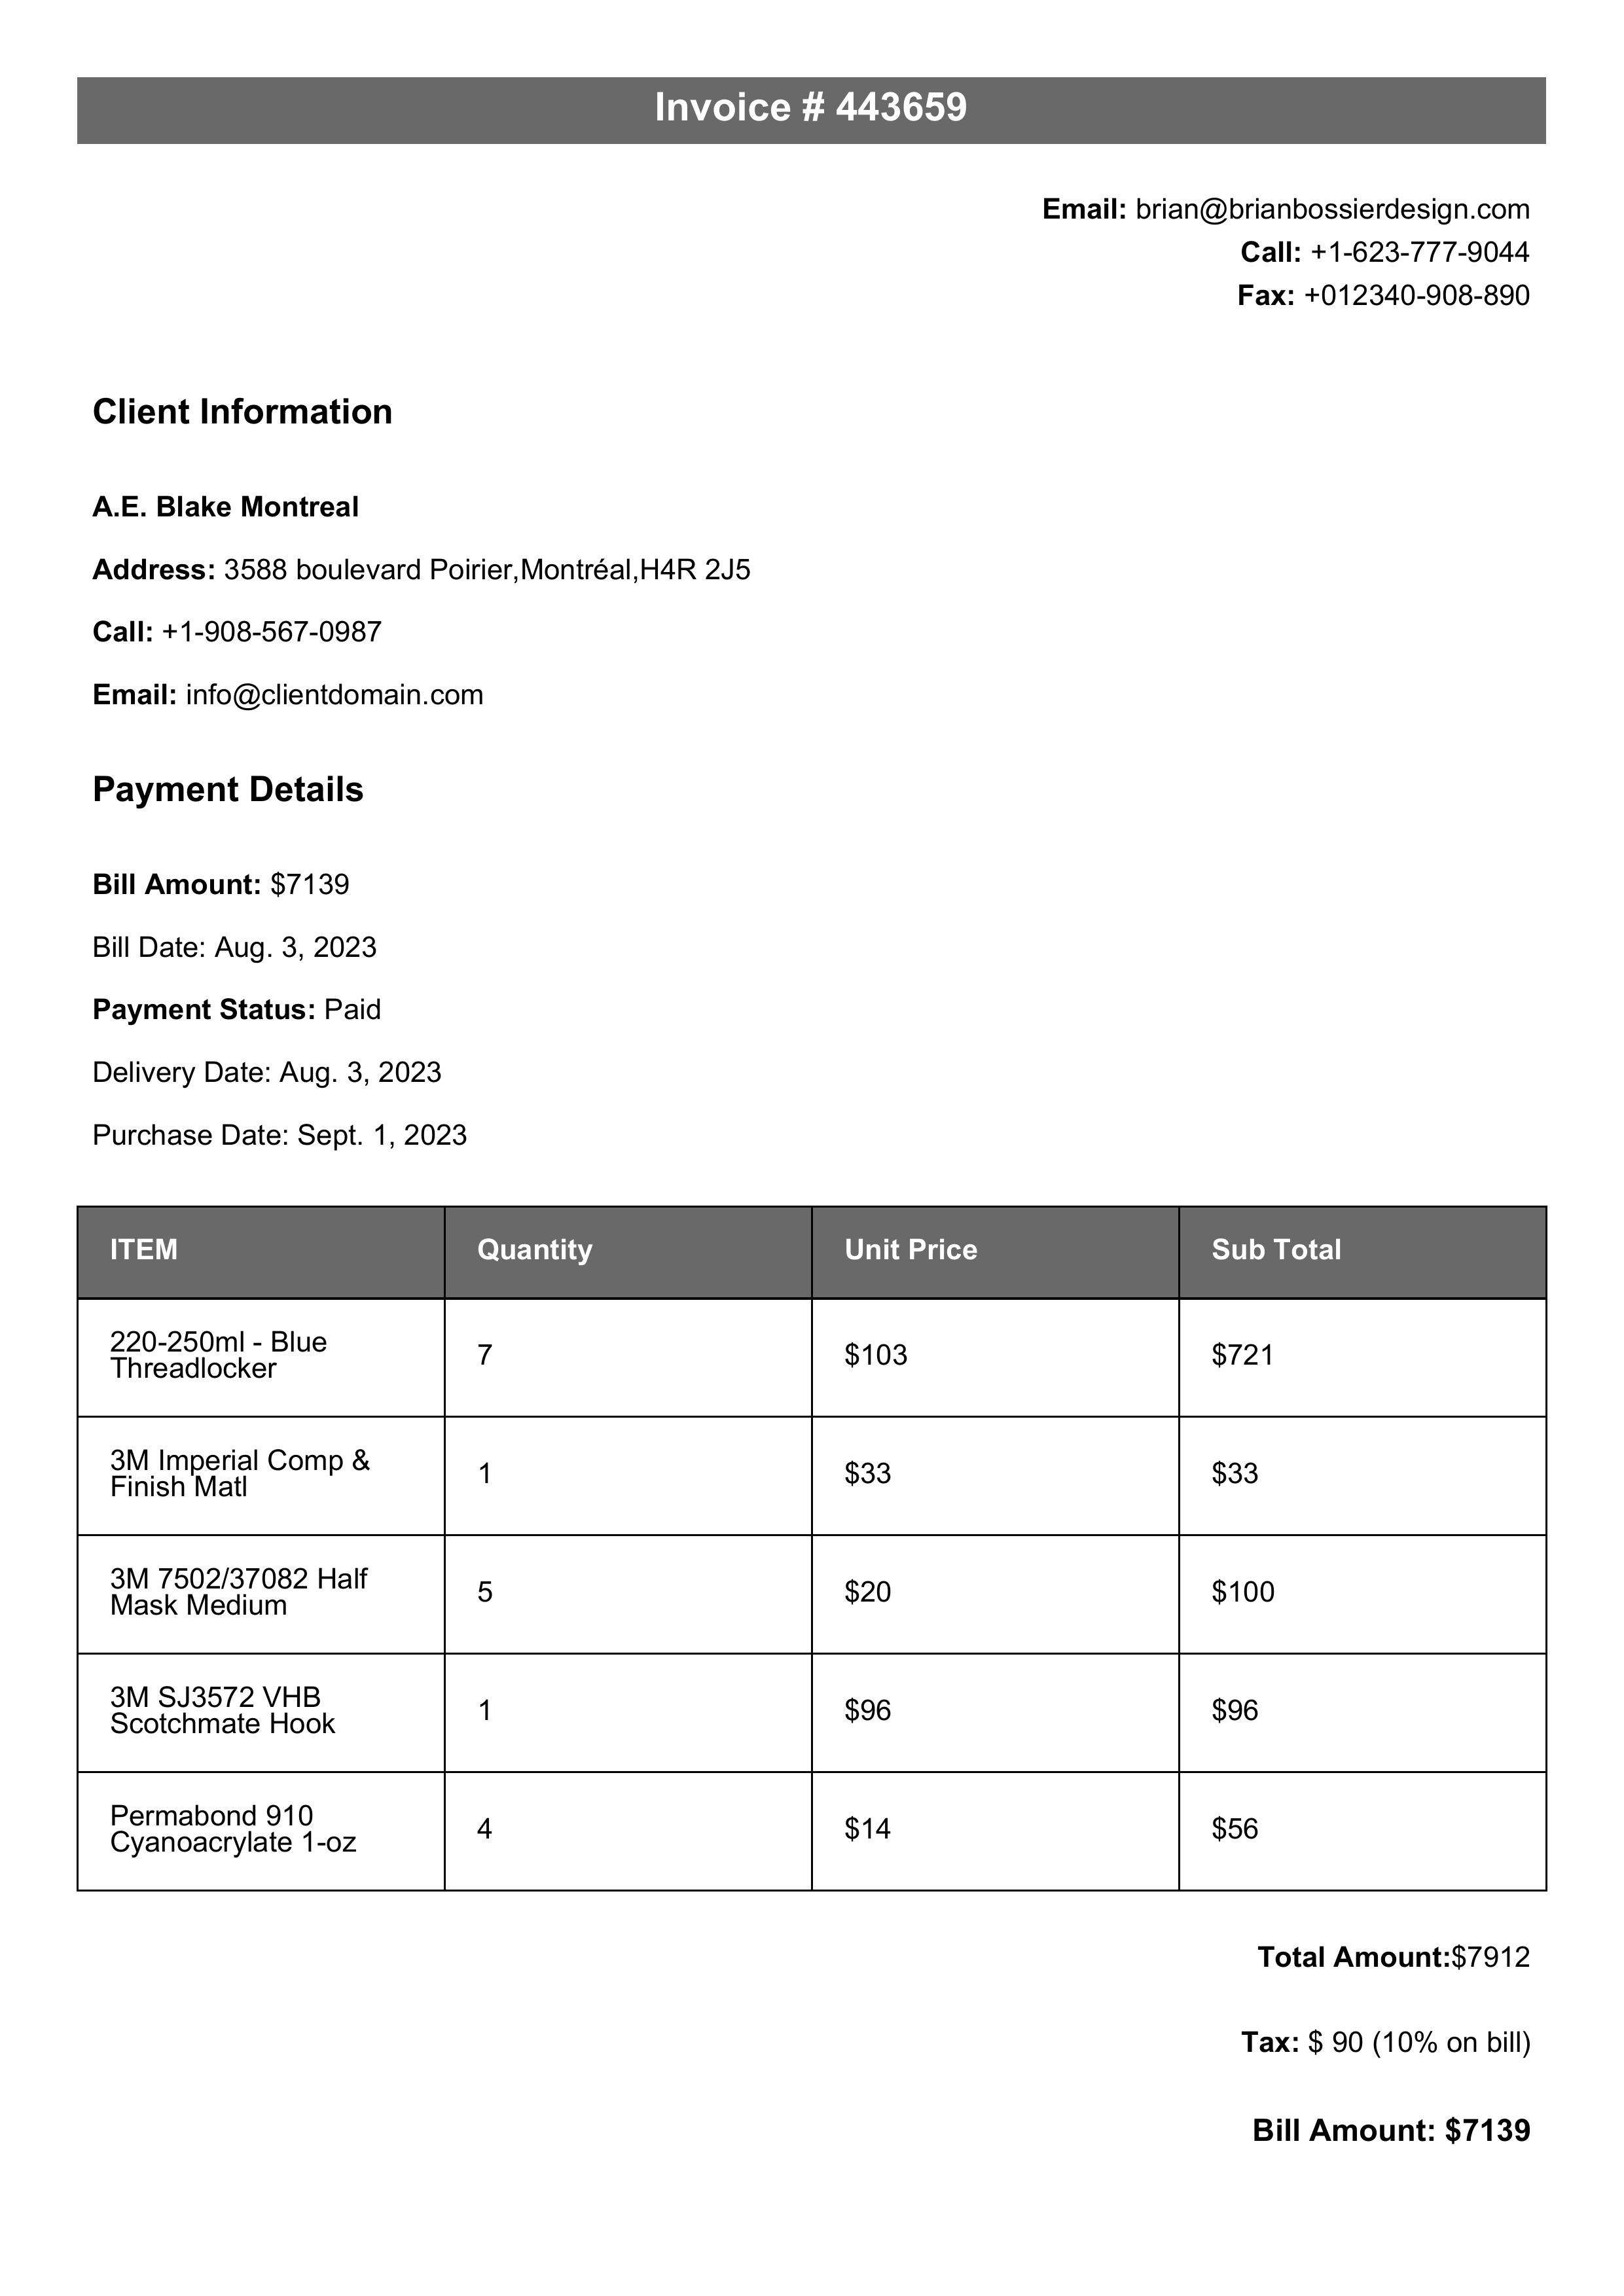 Invoice # 443659
Email: brian@brianbossierdesign.com
Call: +1-623-777-9044
Fax: +012340-908-890
Client Information
A.E. Blake Montreal
Address: 3588 boulevard Poirier,Montréal,H4R 2J5
Call: +1-908-567-0987
Email: info@clientdomain.com
Payment Details
Bill Amount: $7139
Bill Date: Aug. 3, 2023
Payment Status: Paid
Delivery Date: Aug. 3, 2023
Purchase Date: Sept. 1, 2023
ITEM Quantity Unit Price Sub Total
220-250ml - Blue
Threadlocker 7 $103 $721
3M Imperial Comp &
Finish Matl 1 $33 $33
3M 7502/37082 Half
Mask Medium 5 $20 $100
3M SJ3572 VHB
Scotchmate Hook 1 $96 $96
Permabond 910
Cyanoacrylate 1-oz 4 $14 $56
Total Amount:$7912
Tax: $ 90 (10% on bill)
Bill Amount: $7139